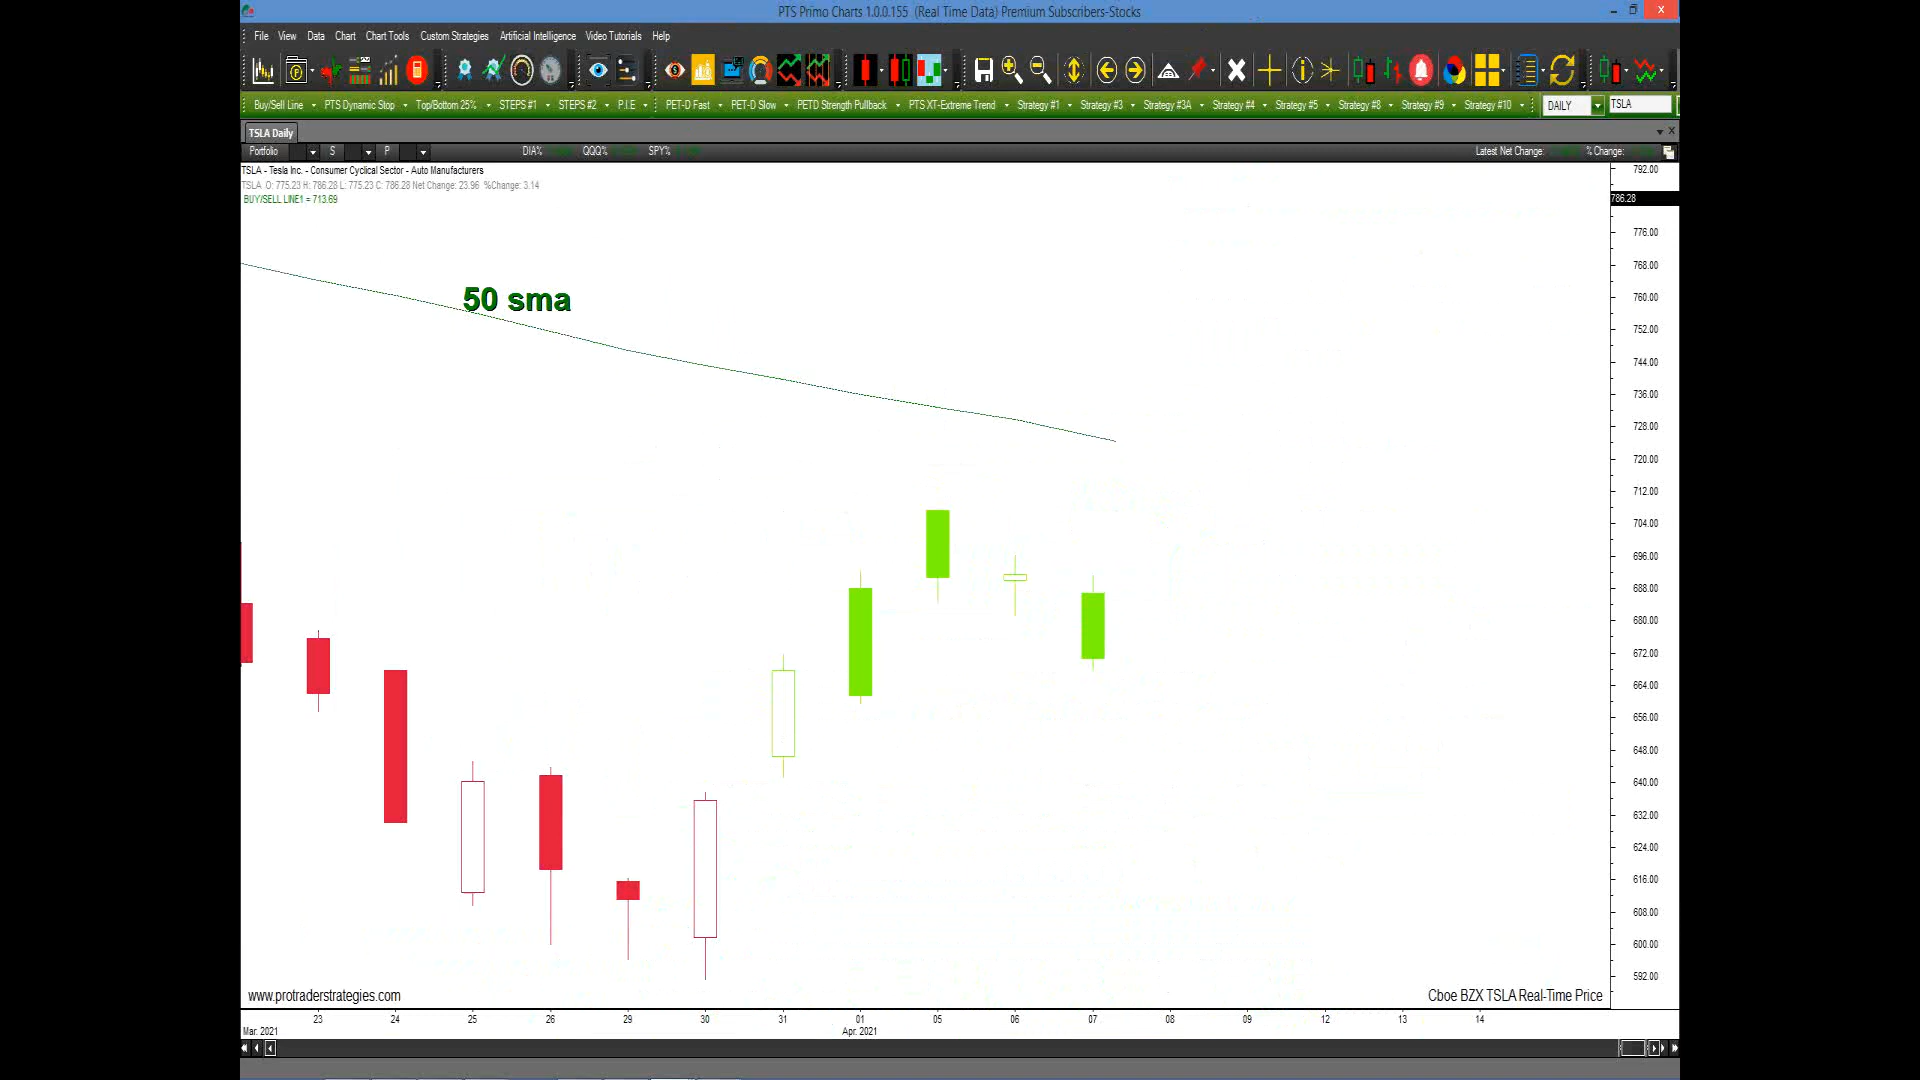 PTS Primo Charts 1.0.0.155 (Real Time Data) Premium Subscribers-Stocks
File View Data Chart Chart Tools Custom Strategies Artificial Intelligence Video Tutorials Help
Buy/Sell Line PTS Dynamic Stop Top/Bottom 25% STEPS #1 STEPS #2 P.I.E PET-D Fast PET-D Slow PETD Strength Pullback PTS XT-Extreme Trend Strategy #1 Strategy #3 Strategy #3A Strategy #4 Strategy #5 Strategy #8 Strategy #9 Strategy #10 DAILY TSLA
TSLA Daily
Portfolio S P DIA% QQQ% SPY% Latest Net Change: % Change:
TSLA - Tesla Inc. - Consumer Cyclical Sector - Auto Manufacturers
TSLA O: 775.23 H: 786.28 L: 775.23 C: 786.28 Net Change: 23.96 %Change: 3.14
BUY/SELL LINE1 = 713.69
50 sma
792.00
786.28
776.00
768.00
760.00
752.00
744.00
736.00
728.00
720.00
712.00
704.00
696.00
688.00
680.00
672.00
664.00
656.00
648.00
640.00
632.00
624.00
616.00
608.00
600.00
592.00
www.protraderstrategies.com
Cboe BZX TSLA Real-Time Price
23 24 25 26 29 30 31 01 05 06 07 08 09 12 13 14
Mar. 2021 Apr. 2021